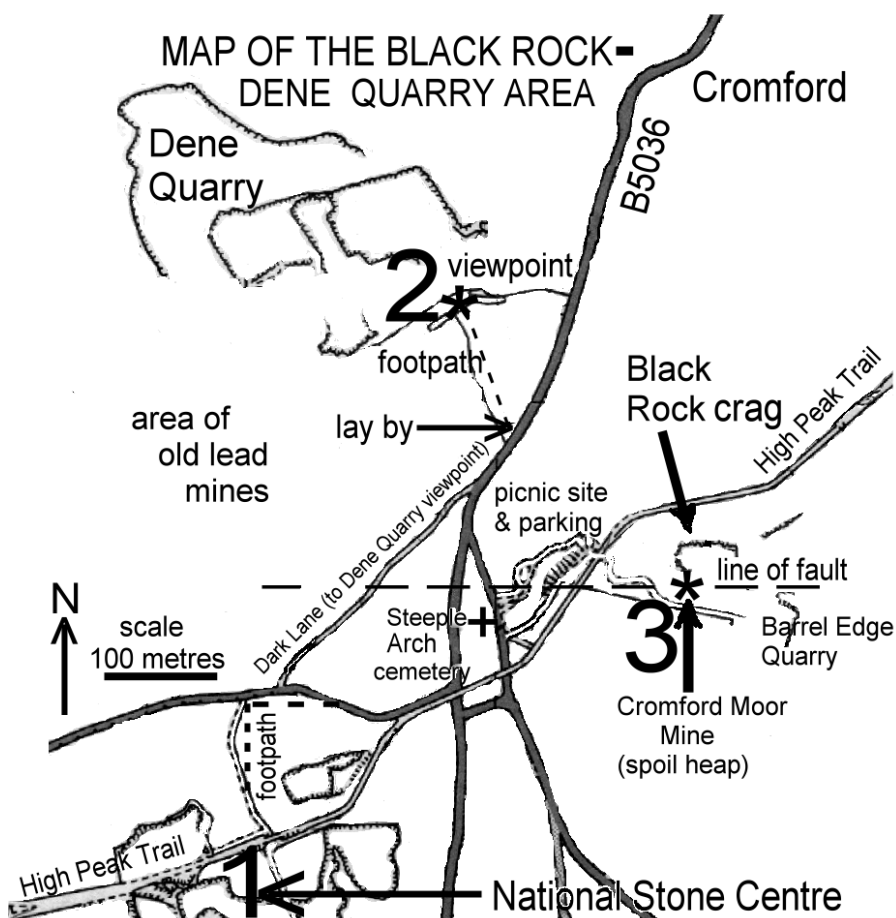 MAP OF THE BLACK ROCK-
DENE QUARRY AREA
Cromford
Dene
Quarry
B5036
2
viewpoint
footpath
Black
Rock crag
High Peak Trail
area of
old lead
mines
lay by
picnic site
& parking
Dark Lane (to Dene Quarry viewpoint)
line of fault
N
scale
100 metres
Steeple
Arch
cemetery
3
Barrel Edge
Quarry
Cromford Moor
Mine
(spoil heap)
footpath
High Peak Trail
1
National Stone Centre